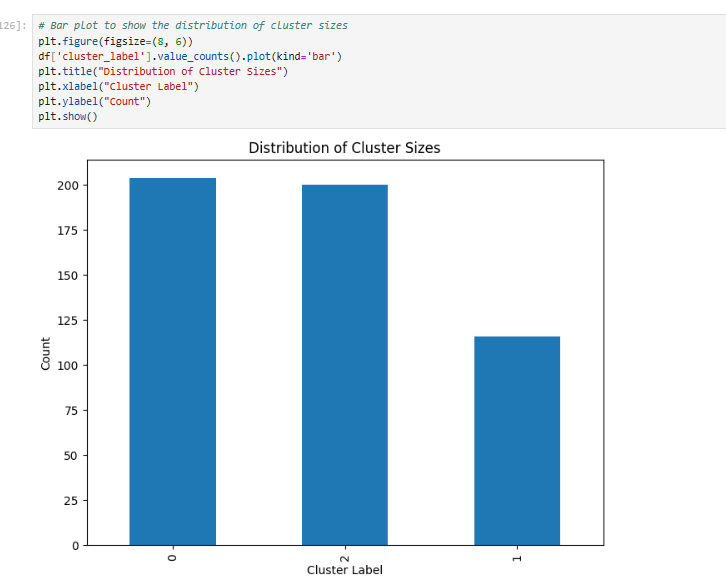 126]:
# Bar plot to show the distribution of cluster sizes
plt.figure(figsize=(8, 6))
df['cluster_label'].value_counts().plot(kind='bar')
plt.title("Distribution of Cluster Sizes")
plt.xlabel("Cluster Label")
plt.ylabel("Count")
plt.show()
Distribution of Cluster Sizes
200
175
150
125
100
75
50
25
0
Count
0 2 1
Cluster Label